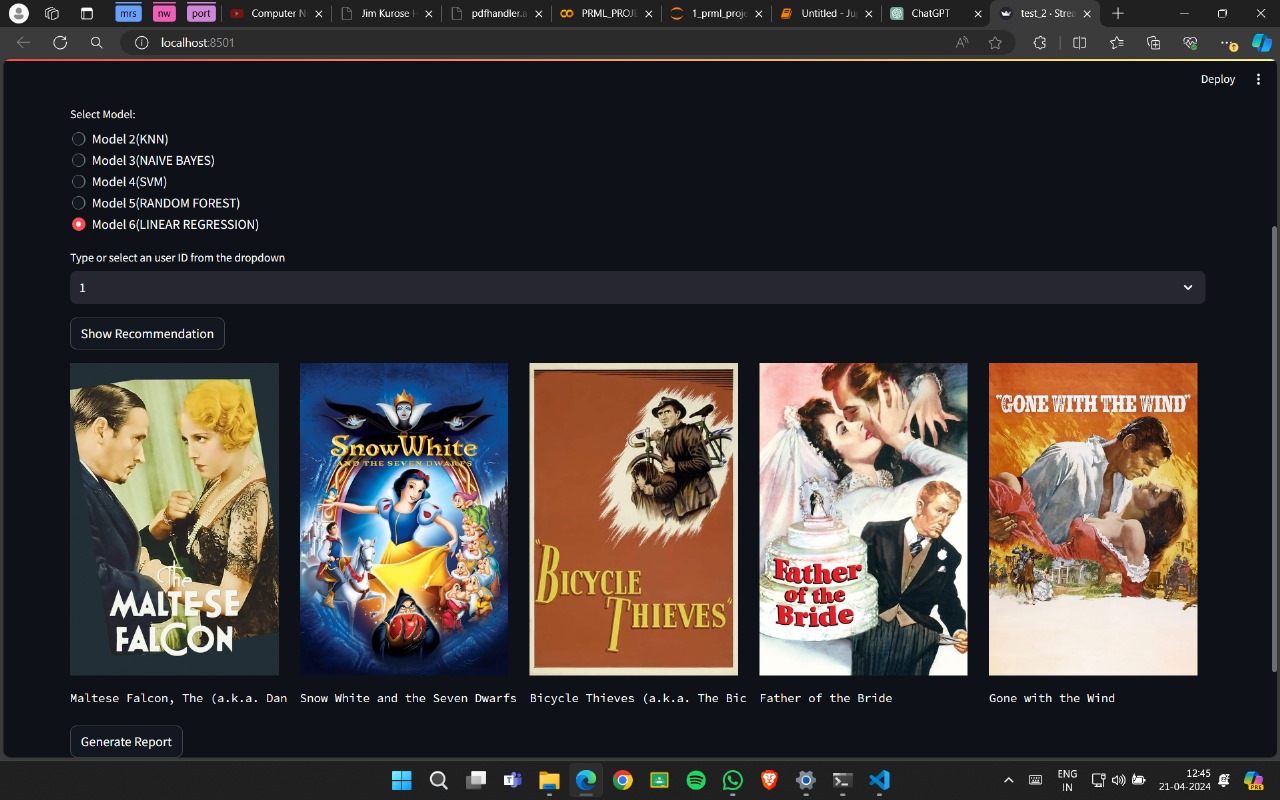 mrs
nw
port
Computer N
Jim Kurose H
pdfhandler.a
PRML_PROJE
1_prml_proje
Untitled - Ju
ChatGPT
test_2 · Strea
localhost:8501
Deploy
Select Model:
Model 2(KNN)
Model 3(NAIVE BAYES)
Model 4(SVM)
Model 5(RANDOM FOREST)
Model 6(LINEAR REGRESSION)
Type or select an user ID from the dropdown
1
Show Recommendation
The
MALTESE
FALCON
Snow White
AND THE SEVEN DWARFS
"BICYCLE
THIEVES"
Father
of the
Bride
"GONE WITH THE WIND"
Maltese Falcon, The (a.k.a. Dan
Snow White and the Seven Dwarfs
Bicycle Thieves (a.k.a. The Bic
Father of the Bride
Gone with the Wind
Generate Report
ENG
IN
12:45
21-04-2024
PRE